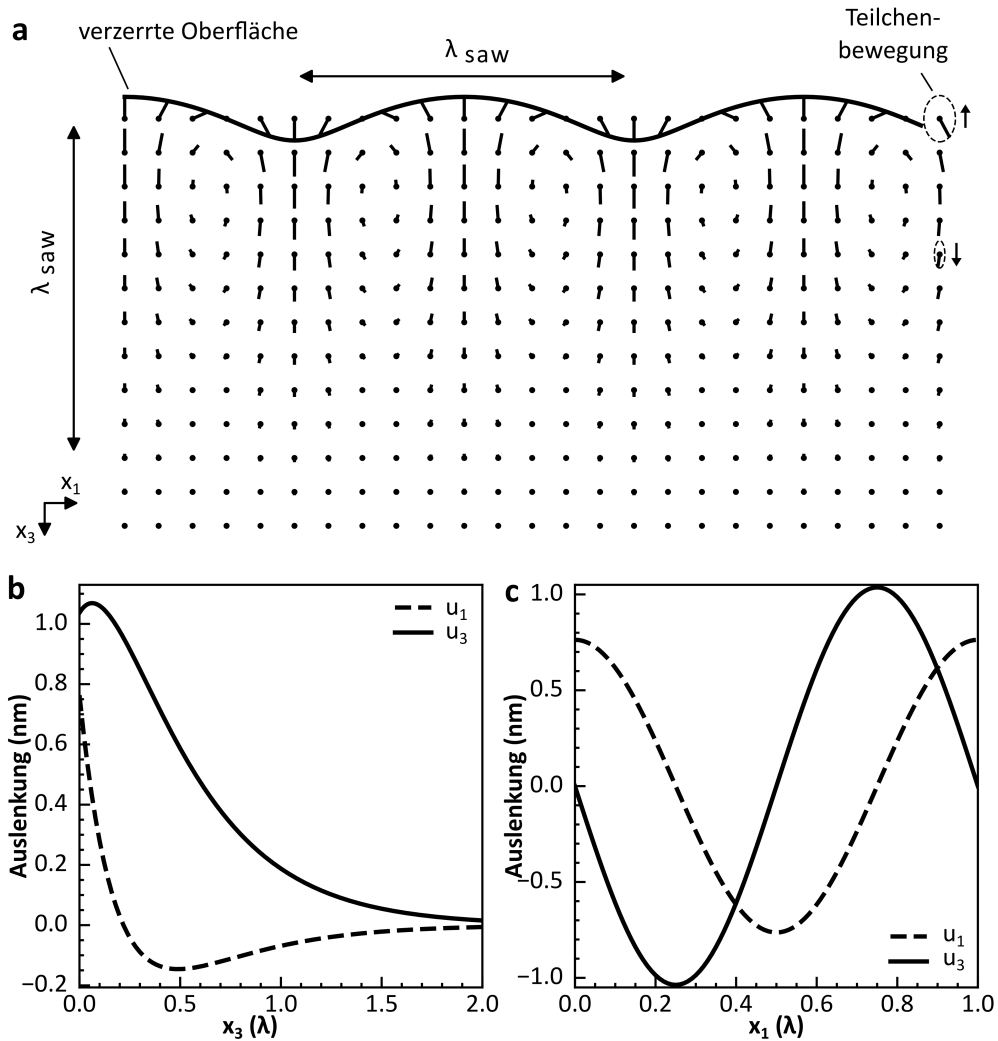 a
verzerrte Oberfläche
λ saw
Teilchen-
bewegung
λ saw
x₁
x₃
b
u₁
u₃
Auslenkung (nm)
1.0
0.8
0.6
0.4
0.2
0.0
−0.2
0.0 0.5 1.0 1.5 2.0
x₃ (λ)
c
u₁
u₃
Auslenkung (nm)
1.0
0.5
0.0
−0.5
−1.0
0.0 0.2 0.4 0.6 0.8 1.0
x₁ (λ)